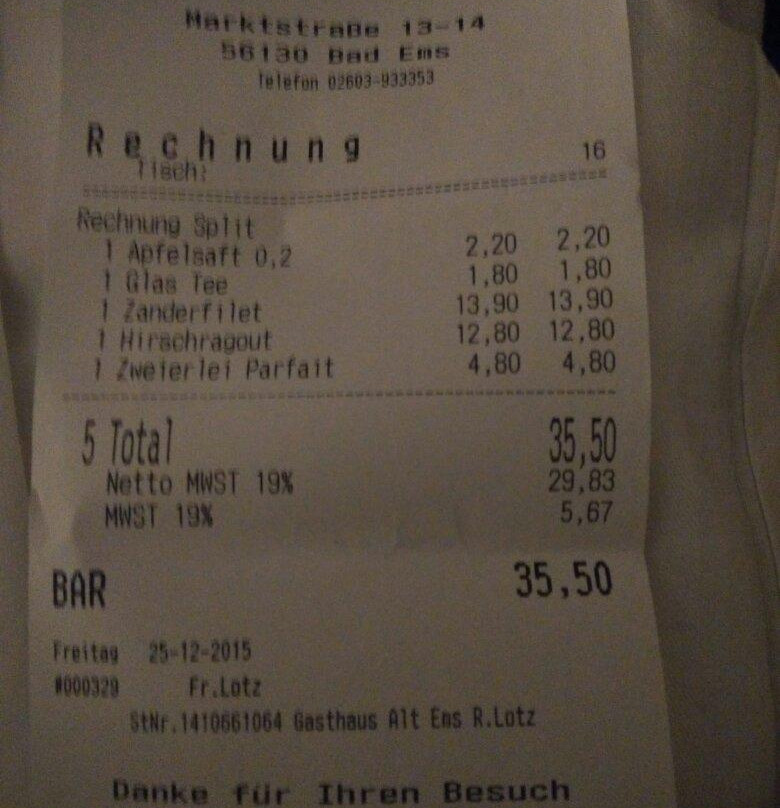 Marktstraße 13-14
56130 Bad Ems
Telefon 02603-933353
Rechnung 16
Tisch:
Rechnung Split
1 Apfelsaft 0,2 2,20 2,20
1 Glas Tee 1,80 1,80
1 Zanderfilet 13,90 13,90
1 Hirschragout 12,80 12,80
1 Zweierlei Parfait 4,80 4,80
5 Total 35,50
Netto MWST 19% 29,83
MWST 19% 5,67
BAR 35,50
Freitag 25-12-2015
#000329 Fr.Lotz
StNr.1410661064 Gasthaus Alt Ems R.Lotz
Danke für Ihren Besuch